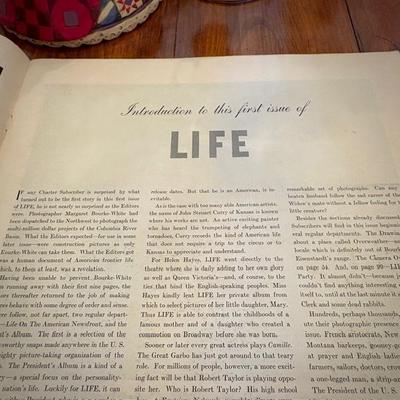 Introduction to this first issue of
LIFE
IF any Charter Subscriber is surprised by what
turned out to be the first story in this first issue
of LIFE, he is not nearly so surprised as the Editors
were. Photographer Margaret Bourke-White had
been dispatched to the Northwest to photograph the
multi-million dollar projects of the Columbia River
Basin. What the Editors expected—for use in some
later issue—were construction pictures as only
Bourke-White can take them. What the Editors got
was a human document of American frontier life
which, to them at least, was a revelation.
Having been unable to prevent Bourke-White
from running away with their first nine pages, the
Editors thereafter returned to the job of making
pictures behave with some degree of order and sense.
there follow, not far apart, two regular depart-
Life On The American Newsfront, and the
President's Album. The first is a selection of the
newsworthy snaps made anywhere in the U. S.
mighty picture-taking organization of the
The President's Album is a kind of
ry—a special focus on the personality-
nation's life. Luckily for LIFE, it can
release dates. But that he is an American, is in-
evitable.
As is the case with too many able American artists,
the name of John Steuart Curry of Kansas is known
where his works are not. An active exciting painter
who has heard the trumpeting of elephants and
tornadoes, Curry records the kind of American life
that does not require a trip to the circus or to
Kansas to appreciate and understand.
For Helen Hayes, LIFE went directly to the
theatre where she is daily adding to her own glory
as well as Queen Victoria's—and, of course, to the
ties that bind the English-speaking peoples. Miss
Hayes kindly lent LIFE her private album from
which to select pictures of her little daughter, Mary.
Thus LIFE is able to contrast the childhoods of a
famous mother and of a daughter who created a
commotion on Broadway before she was born.
Sooner or later every great actress plays Camille.
The Great Garbo has just got around to that teary
role. For millions of people, however, a more excit-
ing fact will be that Robert Taylor is playing oppo-
site her. Who is Robert Taylor? His high school
remarkable set of photographs. Can any
beaten husband follow the sad career of the
Widow's mate without a fellow feeling for t
little creature?
Besides the sections already discussed,
Subscribers will find in this issue beginni
eral regular departments. The Drawin
about a place called Overweather—so
locale which is definitely out of Bourk
Eisenstaedt's range. The Camera O
on page 54. And, on page 99—LI
Party. It almost didn't—because
couldn't find anything interesting
itself to, until at the last minute it
Clerk and some dead rabbits.
Hundreds, perhaps thousands,
ute their photographic presence
issue. French aristocrats, New
Montana barkeeps, gooney-g
at prayer and English ladies
farmers, sailors, doctors, cro
a one-legged man, a strip-